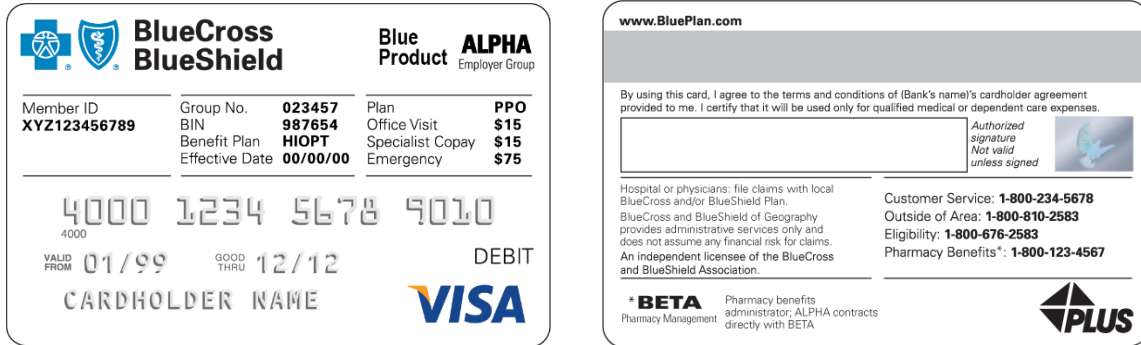 BlueCross
BlueShield
Blue
Product
ALPHA
Employer Group
Member ID
XYZ123456789
Group No. 023457
BIN 987654
Benefit Plan HIOPT
Effective Date 00/00/00
Plan PPO
Office Visit $15
Specialist Copay $15
Emergency $75
4000 1234 5678 9010
4000
VALID FROM 01/99 GOOD THRU 12/12 DEBIT
CARDHOLDER NAME
VISA
www.BluePlan.com
By using this card, I agree to the terms and conditions of (Bank's name)'s cardholder agreement
provided to me. I certify that it will be used only for qualified medical or dependent care expenses.
Authorized
signature
Not valid
unless signed
Hospital or physicians: file claims with local
BlueCross and/or BlueShield Plan.
BlueCross and BlueShield of Geography
provides administrative services only and
does not assume any financial risk for claims.
An independent licensee of the BlueCross
and BlueShield Association.
Customer Service: 1-800-234-5678
Outside of Area: 1-800-810-2583
Eligibility: 1-800-676-2583
Pharmacy Benefits*: 1-800-123-4567
* BETA
Pharmacy Management
Pharmacy benefits
administrator; ALPHA contracts
directly with BETA
PLUS